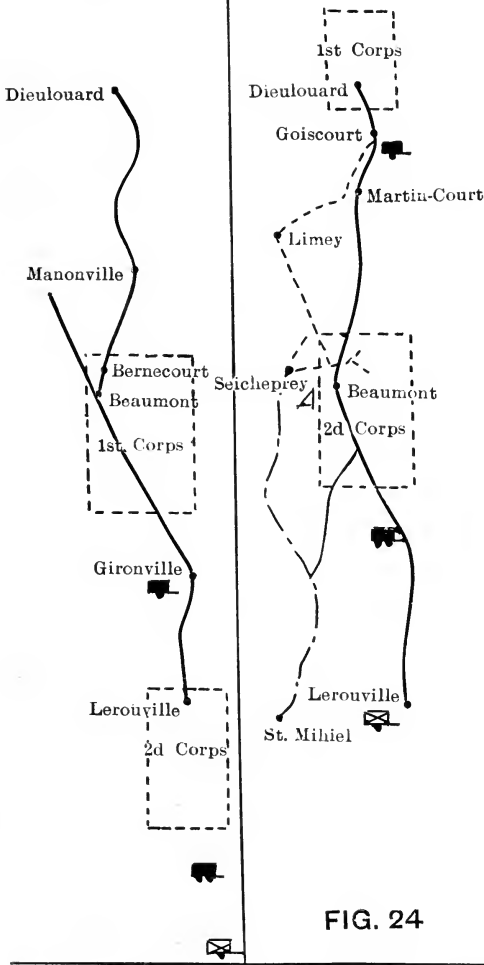 Dieulouard
Manonville
Bernecourt
Beaumont
1st. Corps
Gironville
Lerouville
2d Corps
1st Corps
Dieulouard
Goiscourt
Martin-Court
Limey
Seicheprey
Beaumont
2d Corps
Lerouville
St. Mihiel
FIG. 24